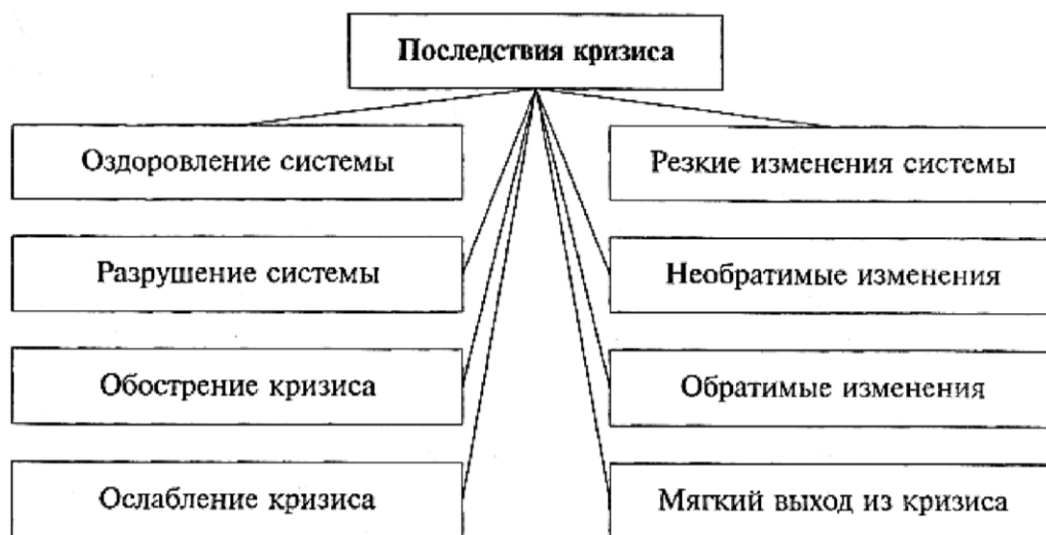 Последствия кризиса
Оздоровление системы
Резкие изменения системы
Разрушение системы
Необратимые изменения
Обострение кризиса
Обратимые изменения
Ослабление кризиса
Мягкий выход из кризиса